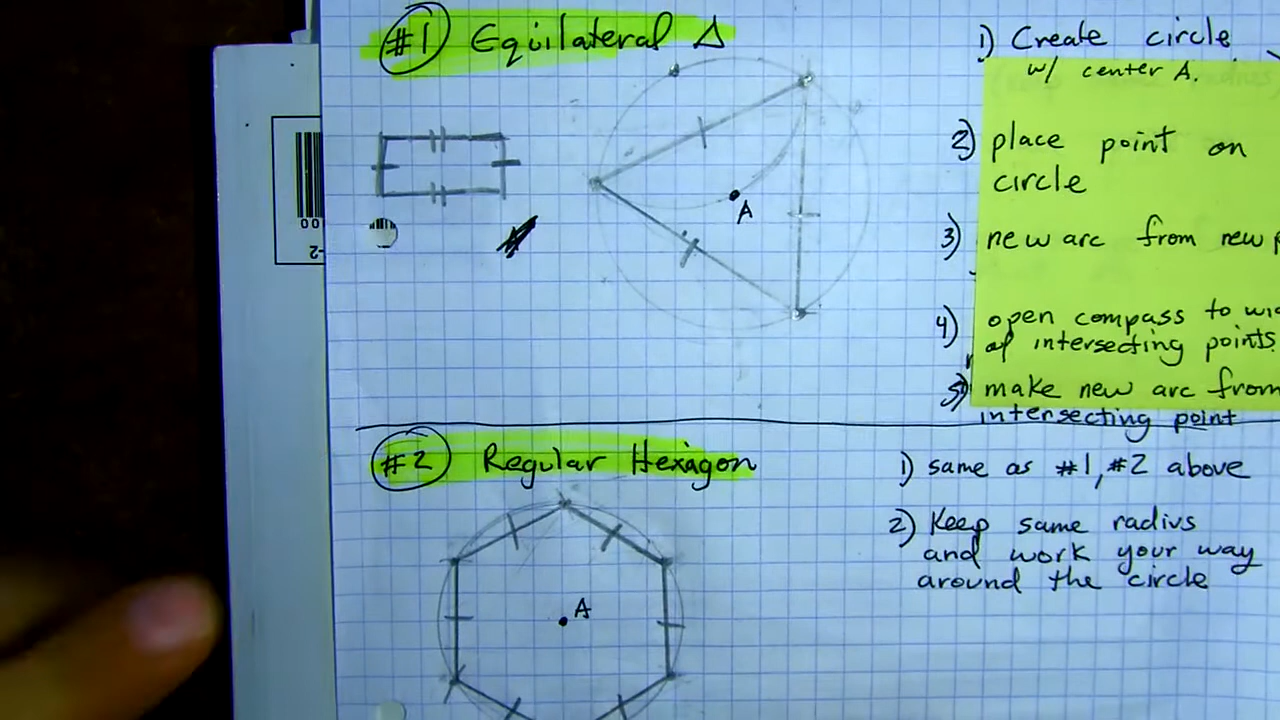 #1 Equilateral Δ
A
1) Create circle
w/ center A.
2) place point on
circle
3) new arc from new
4) open compass to
of intersecting points
5) make new arc from
intersecting point
#2 Regular Hexagon
A
1) same as #1, #2 above
2) Keep same radius
and work your way
around the circle